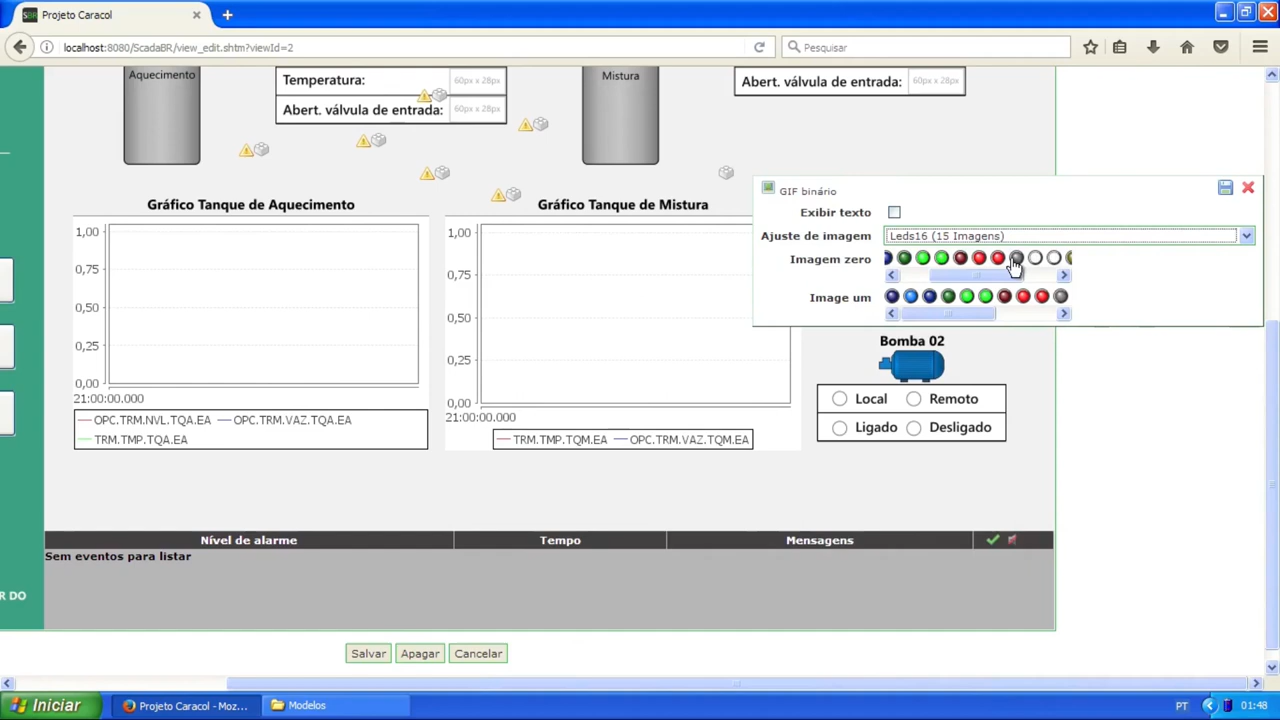 SBR Projeto Caracol
localhost:8080/ScadaBR/view_edit.shtm?viewId=2
Pesquisar
Aquecimento
Temperatura: 60px x 28px
Abert. válvula de entrada: 60px x 28px
Mistura
Abert. válvula de entrada: 60px x 28px
GIF binário
Exibir texto
Ajuste de imagem Leds16 (15 Imagens)
Imagem zero
Image um
Gráfico Tanque de Aquecimento
1,00
0,75
0,50
0,25
0,00
21:00:00.000
OPC.TRM.NVL.TQA.EA OPC.TRM.VAZ.TQA.EA
TRM.TMP.TQA.EA
Gráfico Tanque de Mistura
1,00
0,75
0,50
0,25
0,00
21:00:00.000
TRM.TMP.TQM.EA OPC.TRM.VAZ.TQM.EA
Bomba 02
Local Remoto
Ligado Desligado
Nível de alarme Tempo Mensagens
Sem eventos para listar
R DO
Salvar Apagar Cancelar
Iniciar Projeto Caracol - Moz... Modelos PT 01:48